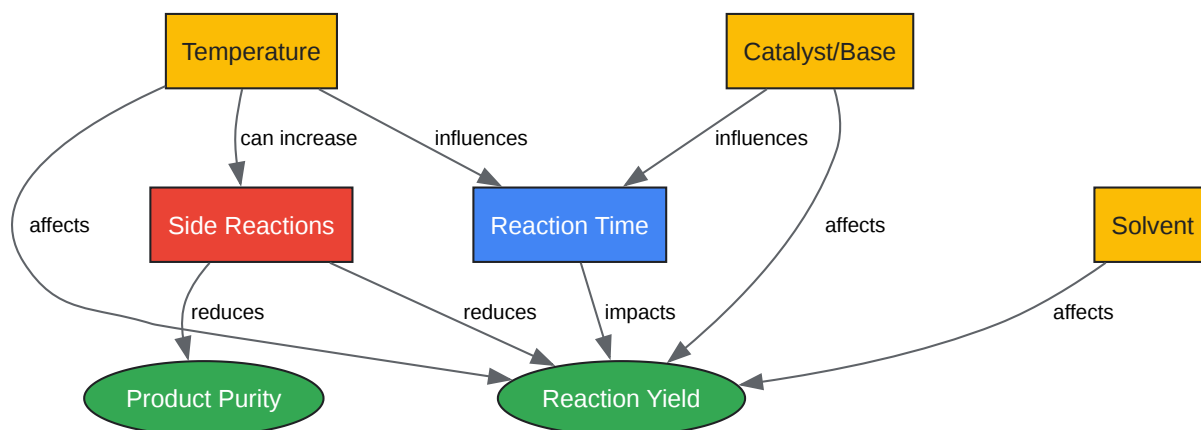 Temperature
Catalyst/Base
can increase
influences
influences
affects
Side Reactions
Reaction Time
affects
Solvent
reduces
reduces
impacts
affects
Product Purity
Reaction Yield